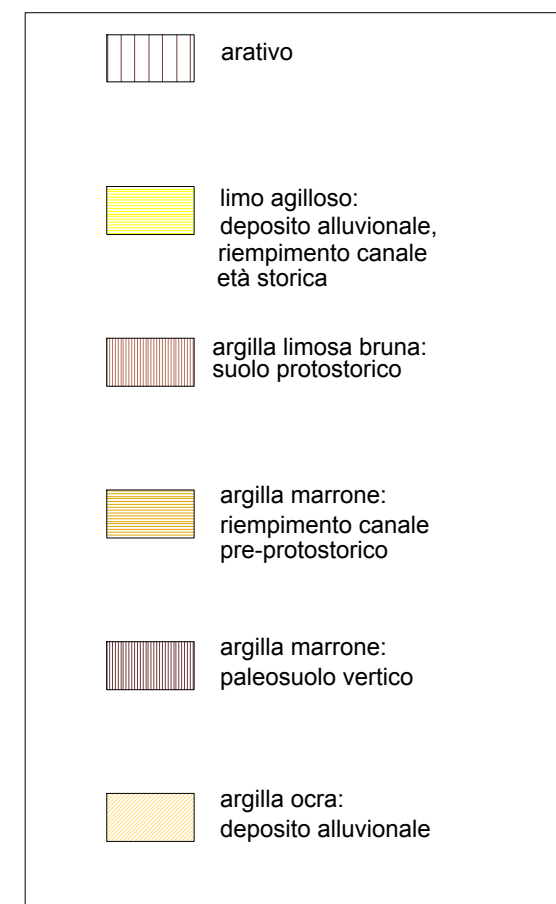 arativo
limo agilloso:
deposito alluvionale,
riempimento canale
età storica
argilla limosa bruna:
suolo protostorico
argilla marrone:
riempimento canale
pre-protostorico
argilla marrone:
paleosuolo vertico
argilla ocra:
deposito alluvionale